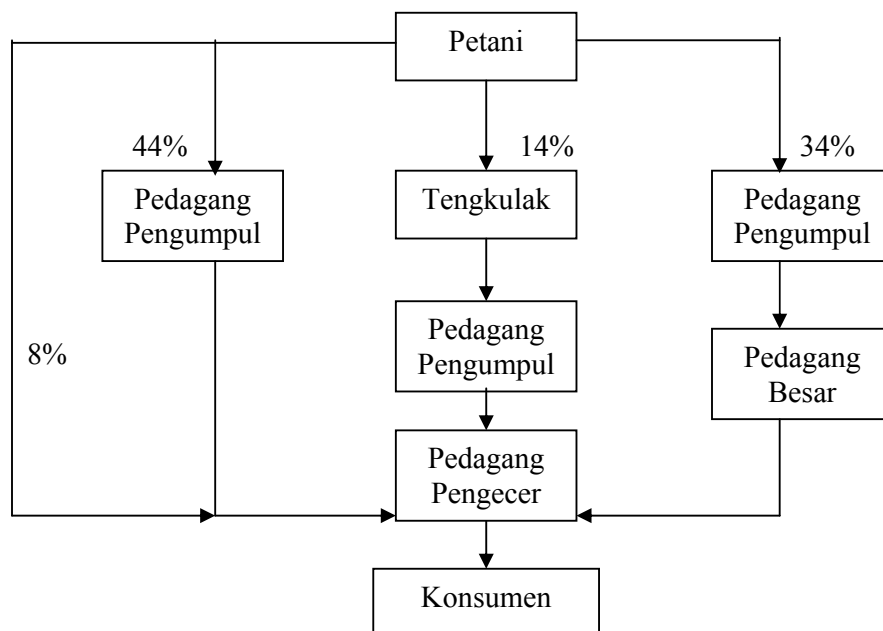 Petani
44%
14%
34%
Pedagang
Pengumpul
Tengkulak
Pedagang
Pengumpul
8%
Pedagang
Pengumpul
Pedagang
Besar
Pedagang
Pengecer
Konsumen